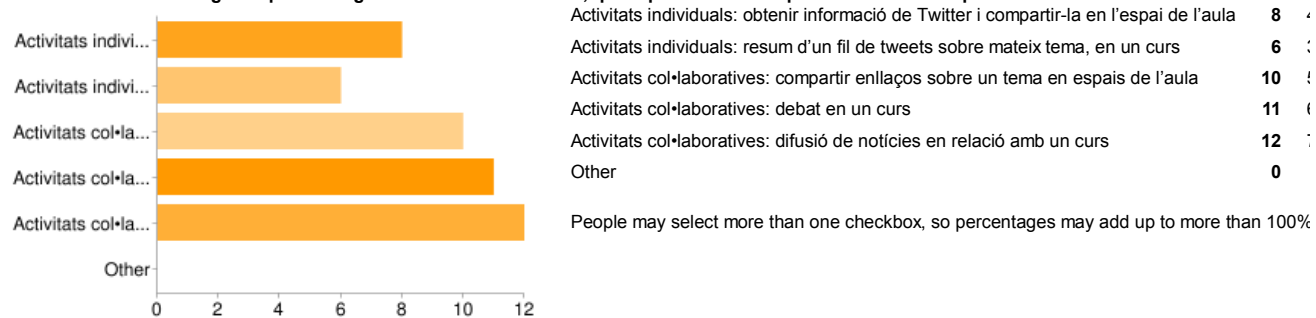 Activitats individuals: obtenir informació de Twitter i compartir-la en l'espai de l'aula 8 4
Activitats individuals: resum d'un fil de tweets sobre mateix tema, en un curs 6 3
Activitats col•laboratives: compartir enllaços sobre un tema en espais de l'aula 10 5
Activitats col•laboratives: debat en un curs 11 6
Activitats col•laboratives: difusió de notícies en relació amb un curs 12 7
Other 0
People may select more than one checkbox, so percentages may add up to more than 100%
Activitats indivi...
Activitats indivi...
Activitats col•la...
Activitats col•la...
Activitats col•la...
Other
0 2 4 6 8 10 12